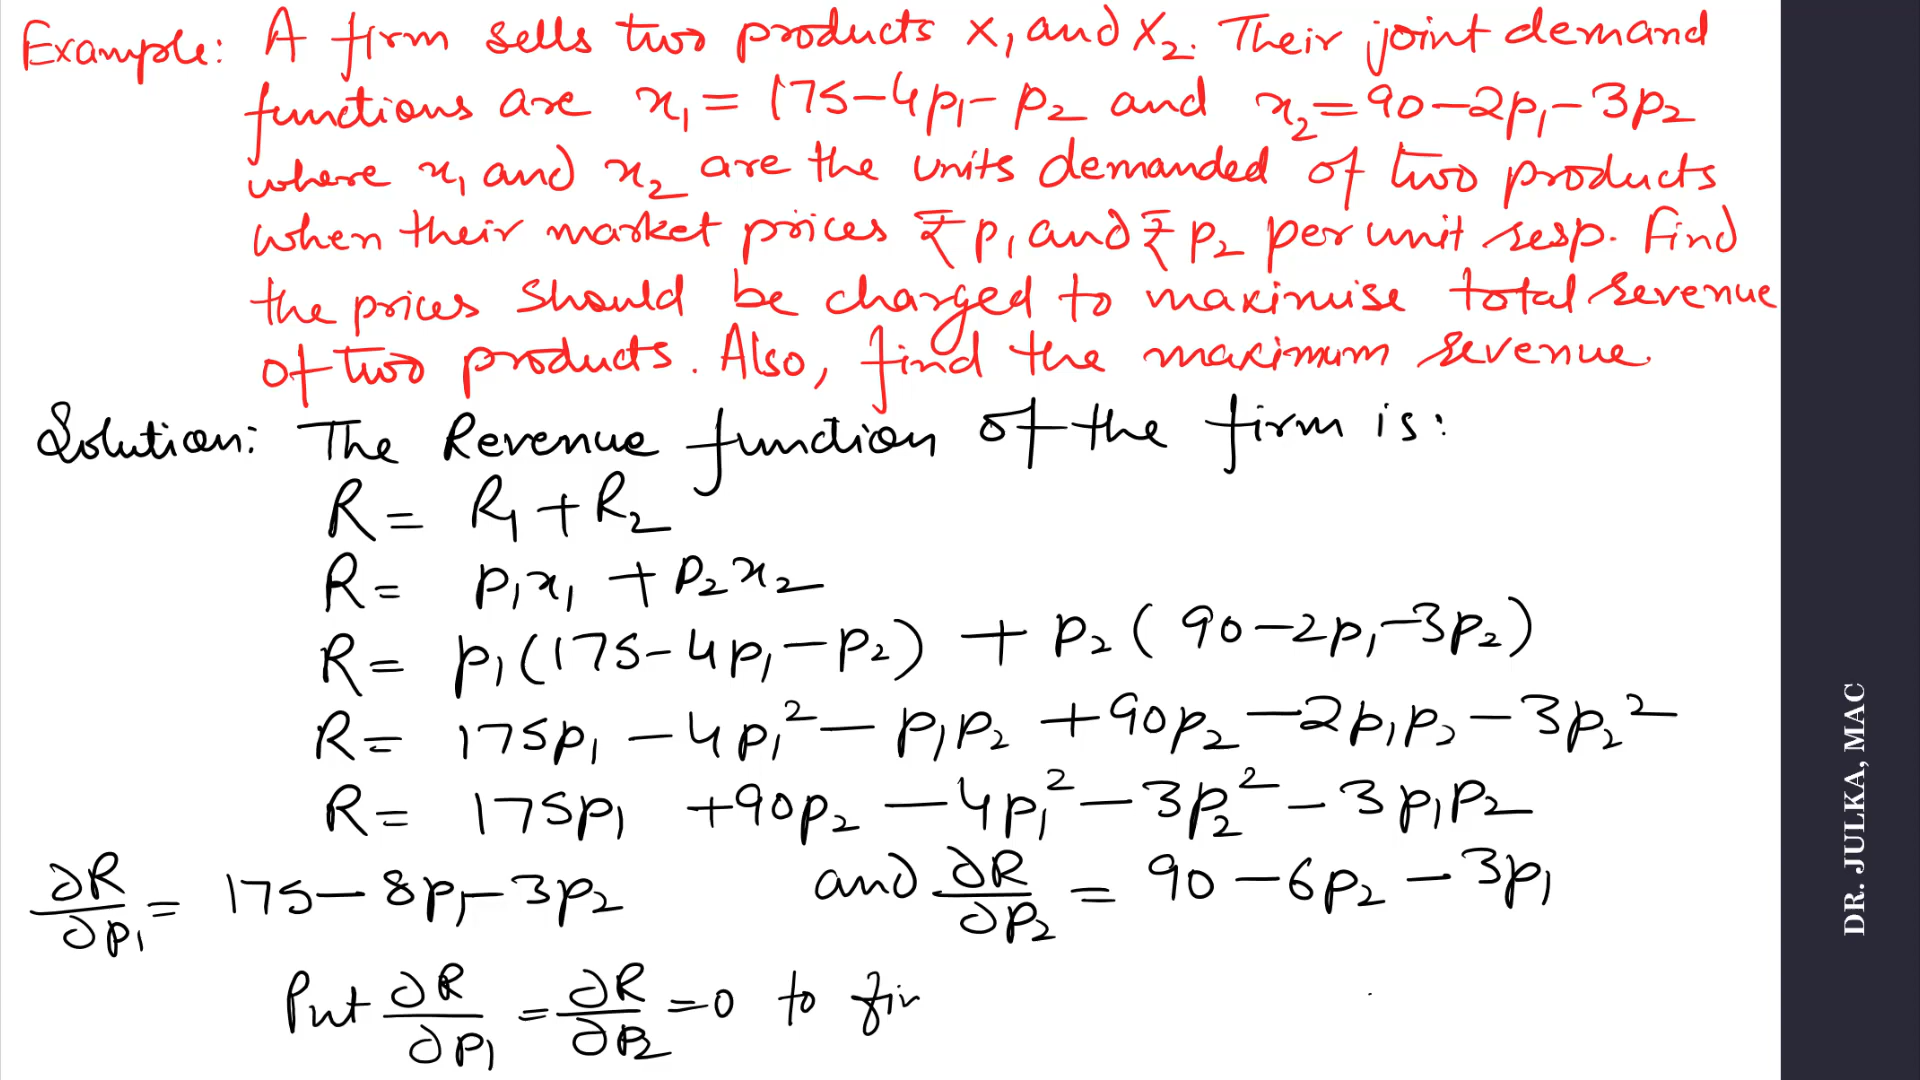 Example: A firm sells two products X₁ and X₂. Their joint demand
functions are x₁ = 175-4p₁- p₂ and x₂=90-2p₁-3p₂
where x₁ and x₂ are the units demanded of two products
when their market prices ₹ p₁ and ₹ p₂ per unit resp. Find
the prices should be charged to maximise total revenue
of two products. Also, find the maximum revenue.
Solution: The Revenue function of the firm is:
R = R₁ + R₂
R = p₁x₁ + p₂x₂
R = p₁(175-4p₁-p₂) + p₂(90-2p₁-3p₂)
R = 175p₁ - 4p₁² - p₁p₂ + 90p₂ - 2p₁p₂ - 3p₂²
R = 175p₁ + 90p₂ - 4p₁² - 3p₂² - 3p₁p₂
∂R/∂p₁ = 175-8p₁-3p₂ and ∂R/∂p₂ = 90-6p₂-3p₁
Put ∂R/∂p₁ = ∂R/∂p₂ = 0 to fin
DR. JULKA, MAC